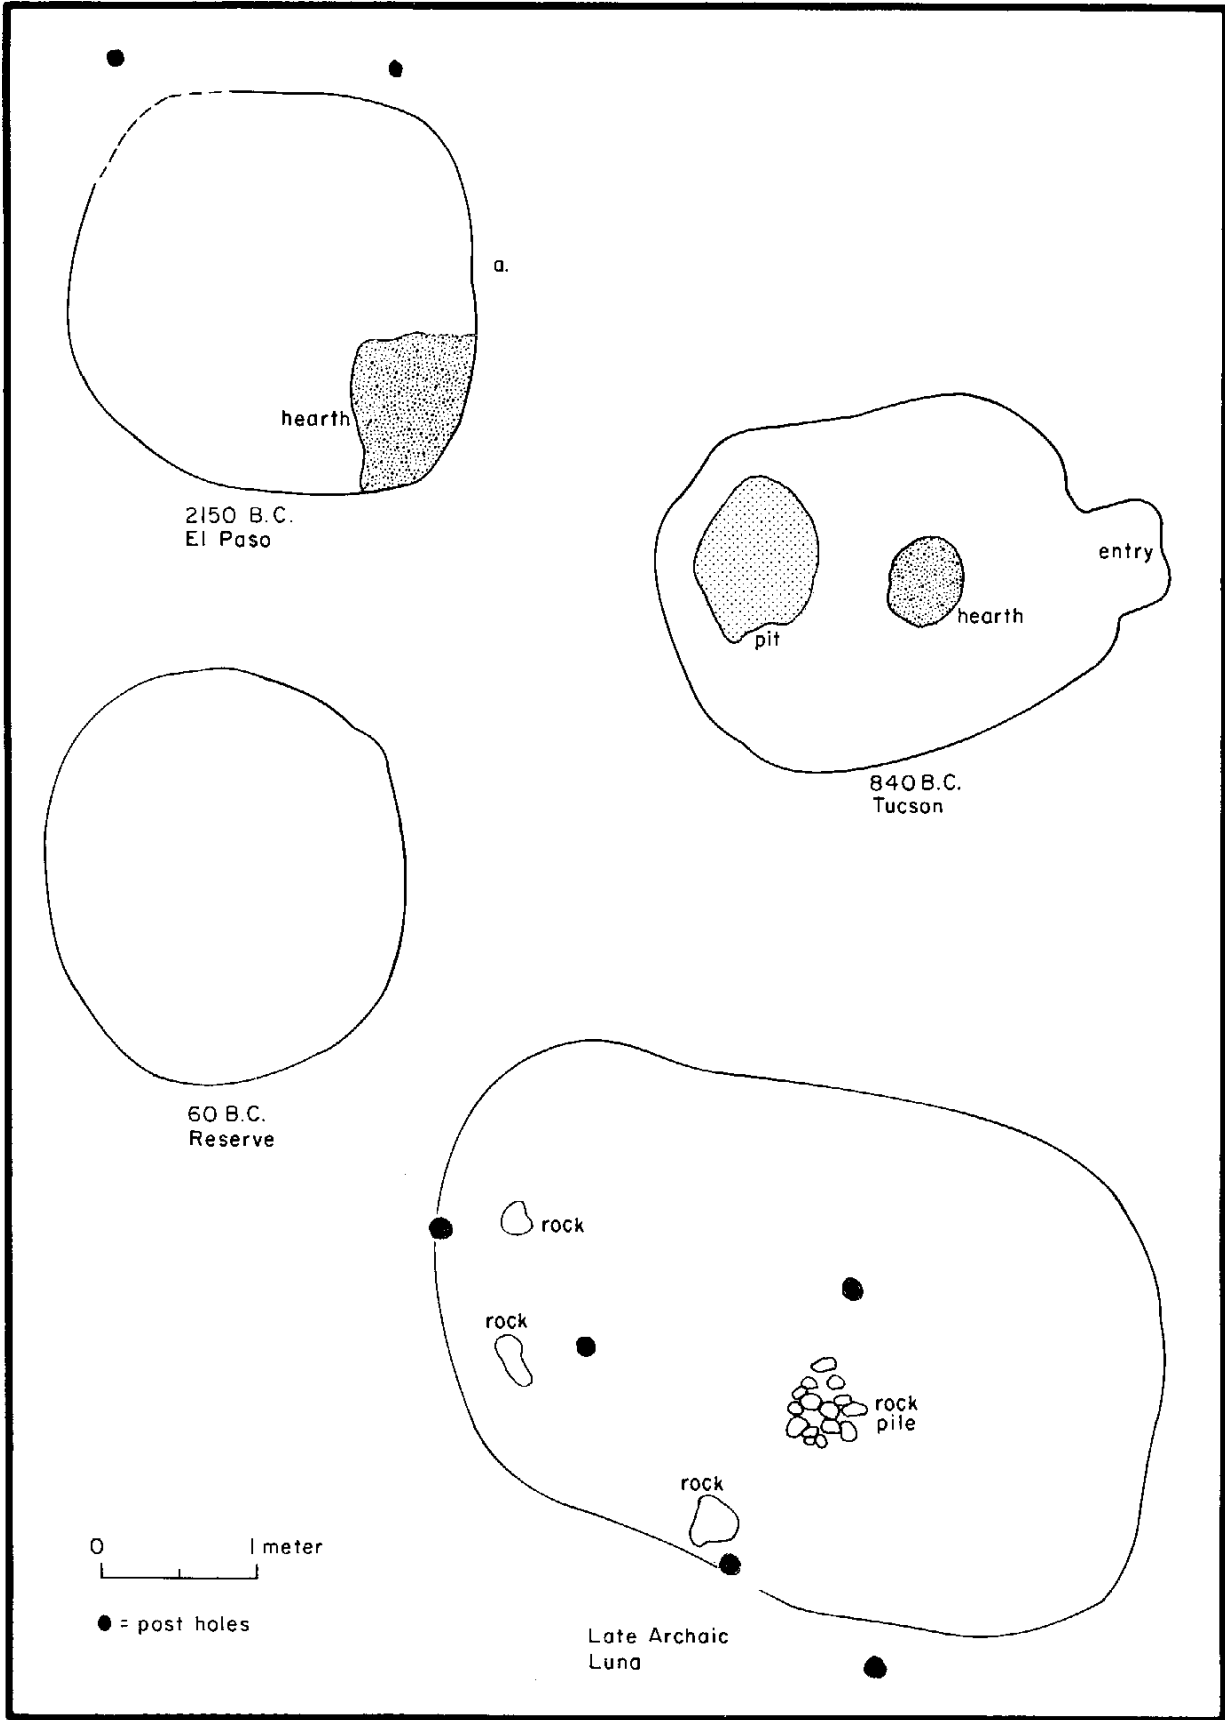 a.
hearth
2150 B.C.
El Paso
entry
hearth
pit
840 B.C.
Tucson
60 B.C.
Reserve
rock
rock
rock
pile
rock
0 1 meter
= post holes
Late Archaic
Luna